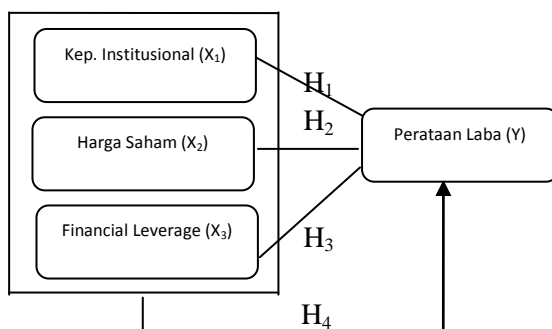 Kep. Institusional (X₁)
H₁
Harga Saham (X₂)
H₂
Perataan Laba (Y)
Financial Leverage (X₃)
H₃
H₄